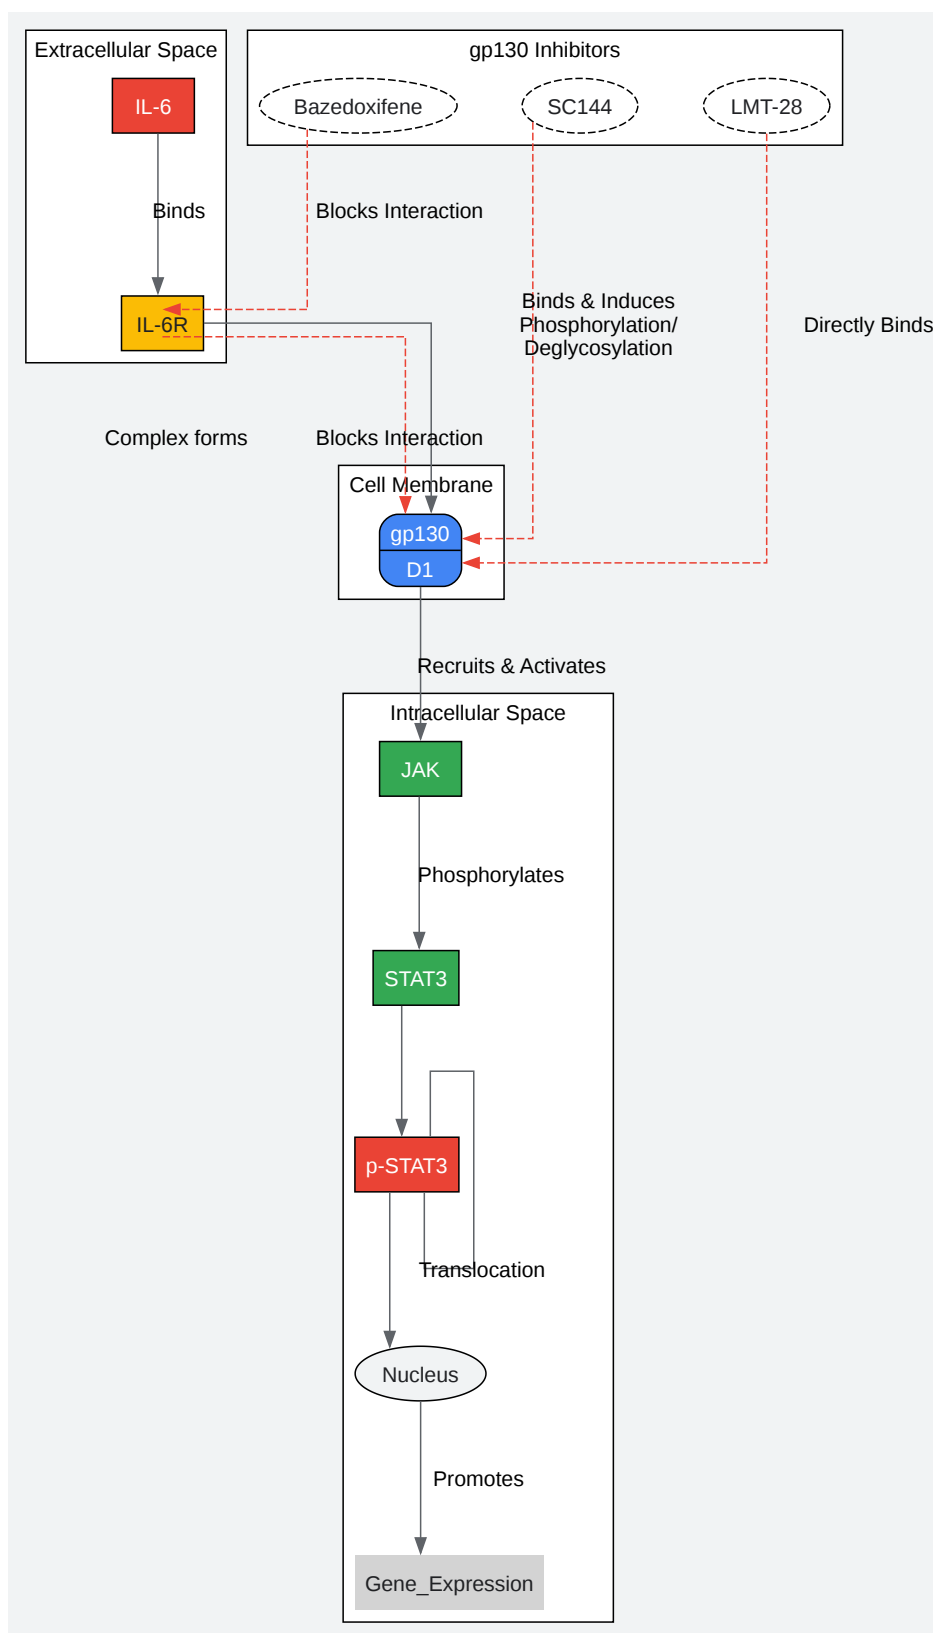 Extracellular Space
gp130 Inhibitors
IL-6
Bazedoxifene
SC144
LMT-28
Binds
Blocks Interaction
Binds & Induces
Phosphorylation/
Deglycosylation
Directly Binds
IL-6R
Complex forms
Blocks Interaction
Cell Membrane
gp130
D1
Recruits & Activates
Intracellular Space
JAK
Phosphorylates
STAT3
p-STAT3
Translocation
Nucleus
Promotes
Gene_Expression